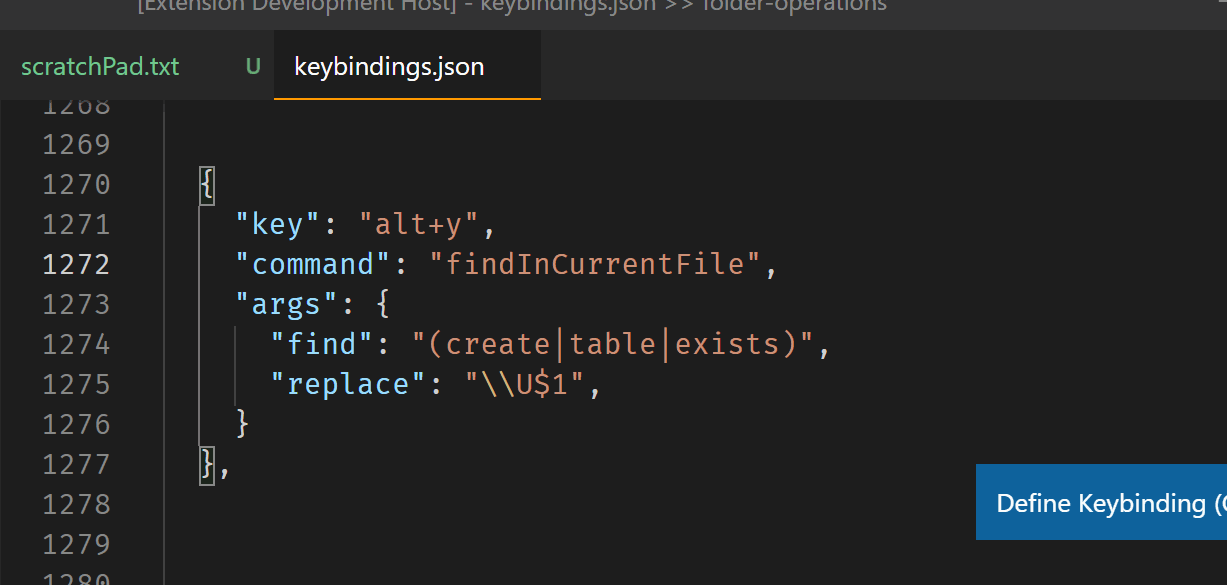 [Extension Development Host] - keybindings.json >> folder-operations
scratchPad.txt U keybindings.json
1268
1269
1270 {
1271 "key": "alt+y",
1272 "command": "findInCurrentFile",
1273 "args": {
1274 "find": "(create|table|exists)",
1275 "replace": "\\U$1",
1276 }
1277 },
1278
Define Keybinding (
1279
1280